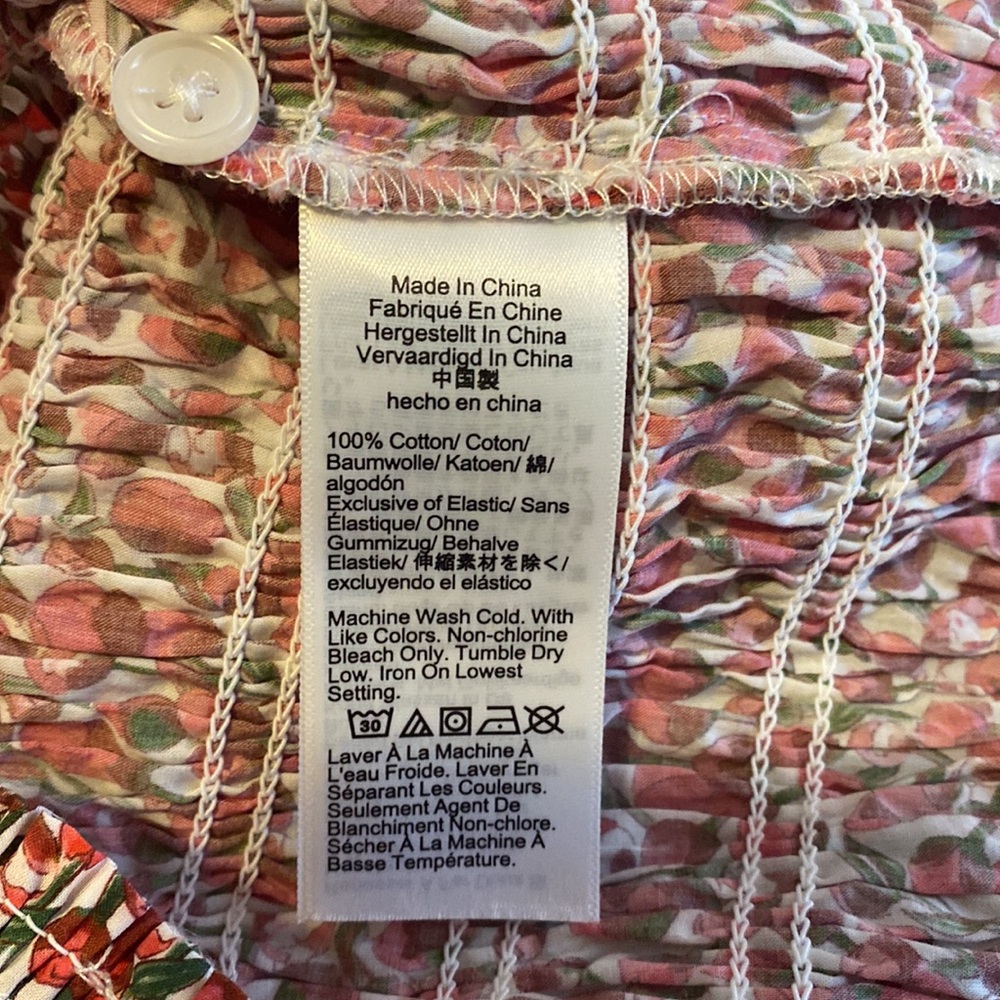 Made In China
Fabriqué En Chine
Hergestellt In China
Vervaardigd In China
中国製
hecho en china
100% Cotton/ Coton/
Baumwolle/ Katoen/ 綿/
algodón
Exclusive of Elastic/ Sans
Élastique/ Ohne
Gummizug/ Behalve
Elastiek/ 伸縮素材を除く/
excluyendo el elástico
Machine Wash Cold. With
Like Colors. Non-chlorine
Bleach Only. Tumble Dry
Low. Iron On Lowest
Setting.
30
Laver À La Machine À
L'eau Froide. Laver En
Séparant Les Couleurs.
Seulement Agent De
Blanchiment Non-chlore.
Sécher À La Machine À
Basse Température.